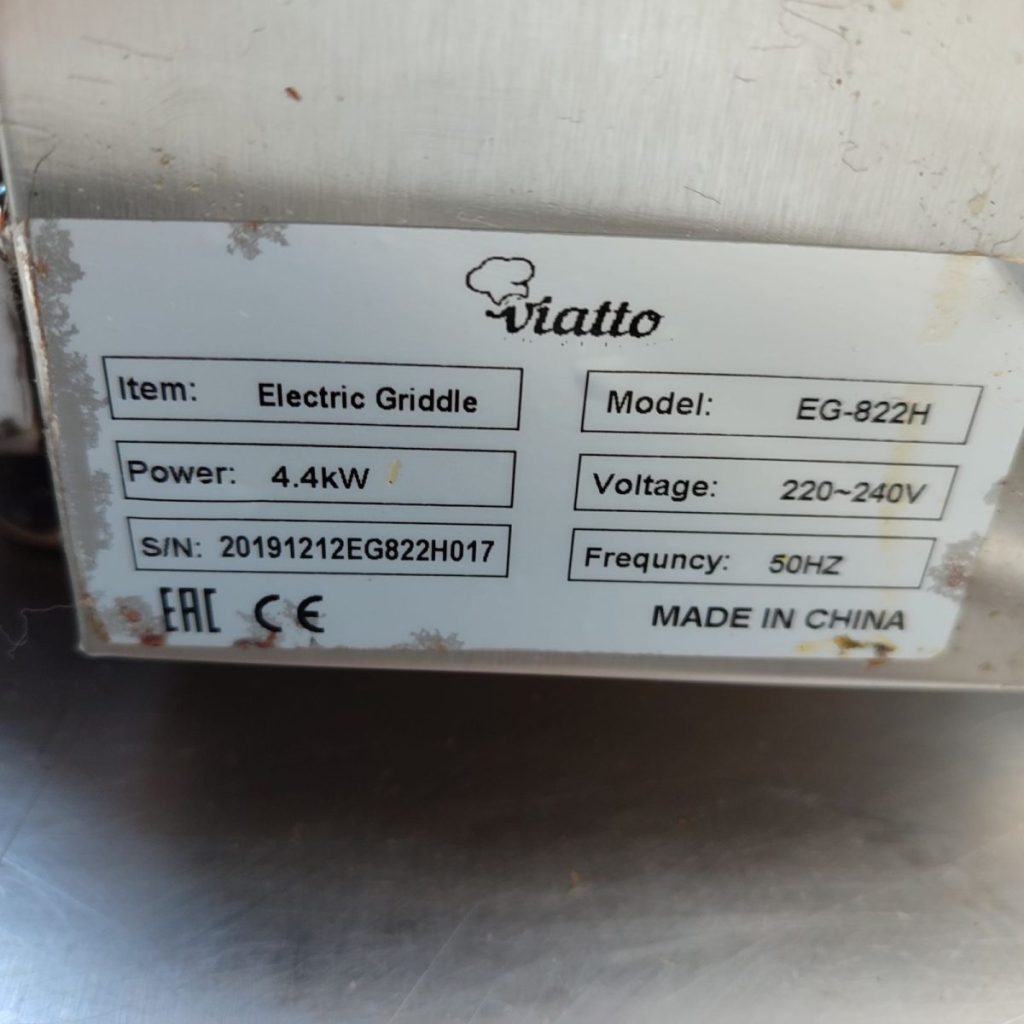 viatto
Item: Electric Griddle
Model: EG-822H
Power: 4.4kW
Voltage: 220~240V
S/N: 20191212EG822H017
Frequncy: 50HZ
EAC CE
MADE IN CHINA